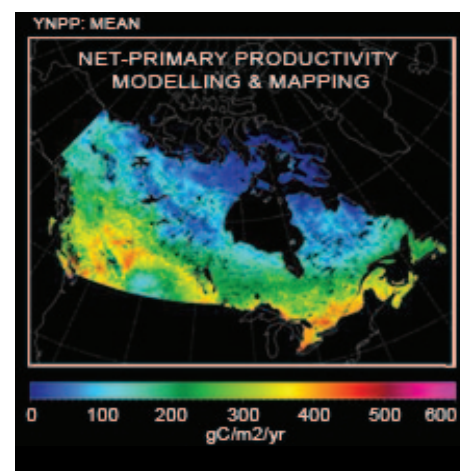 YNPP: MEAN
NET-PRIMARY PRODUCTIVITY
MODELLING & MAPPING
0 100 200 300 400 500 600
gC/m2/yr